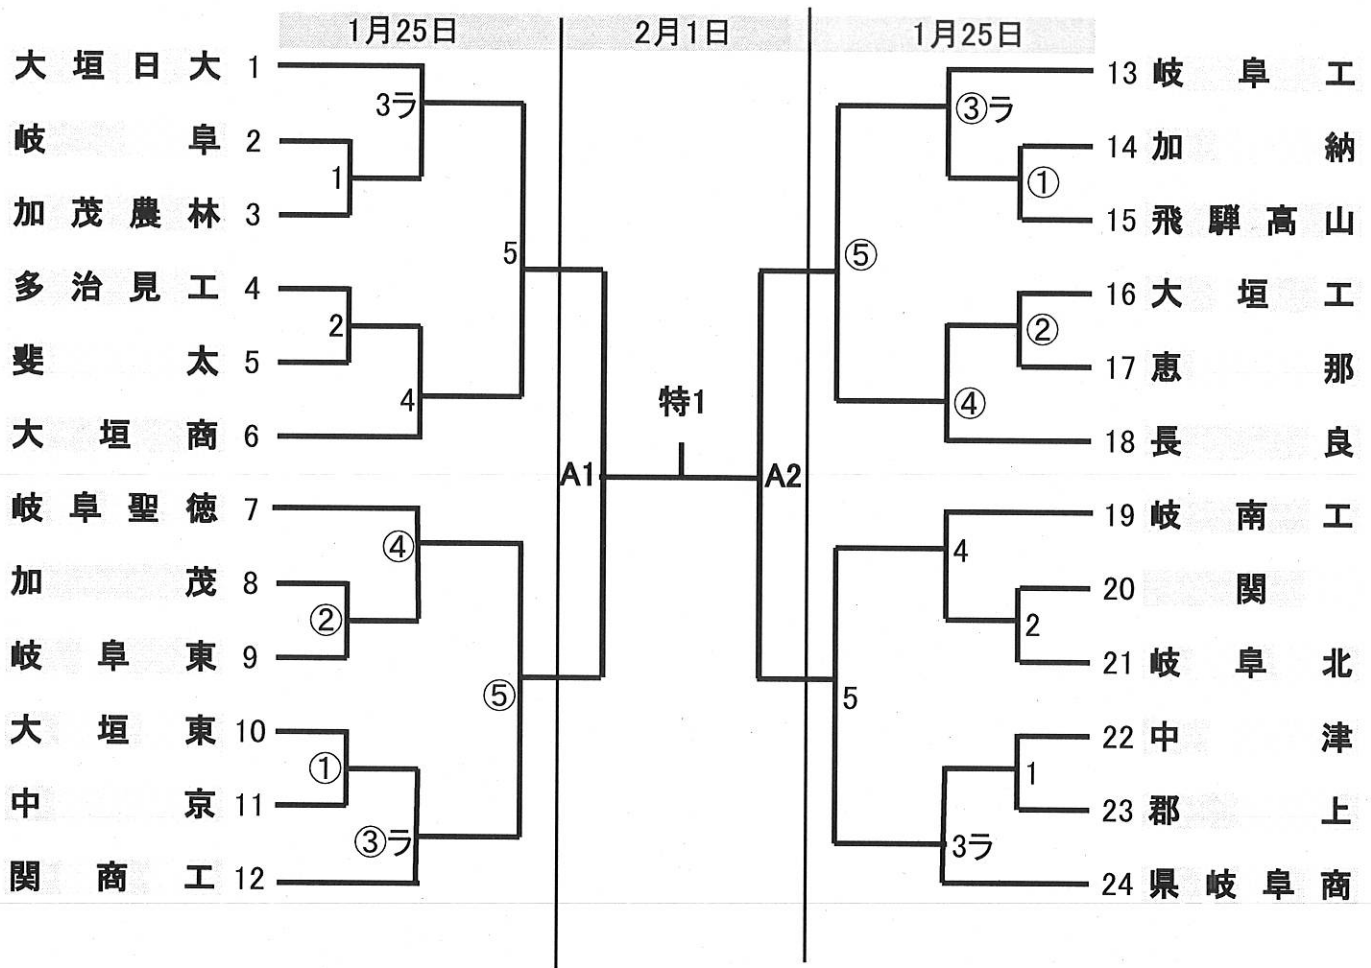 1月25日 2月1日 1月25日
大垣日大 1
岐阜 2
加茂農林 3
多治見工 4
斐太 5
大垣商 6
岐阜聖徳 7
加茂 8
岐阜東 9
大垣東 10
中京 11
関商工 12
3ラ
1
5
2
4
④
②
⑤
①
③ラ
A1
特1
A2
13 岐阜工
14 加納
15 飛騨高山
16 大垣工
17 恵那
18 長良
19 岐南工
20 関
21 岐阜北
22 中津
23 郡上
24 県岐阜商
③ラ
①
⑤
②
④
4
2
5
1
3ラ